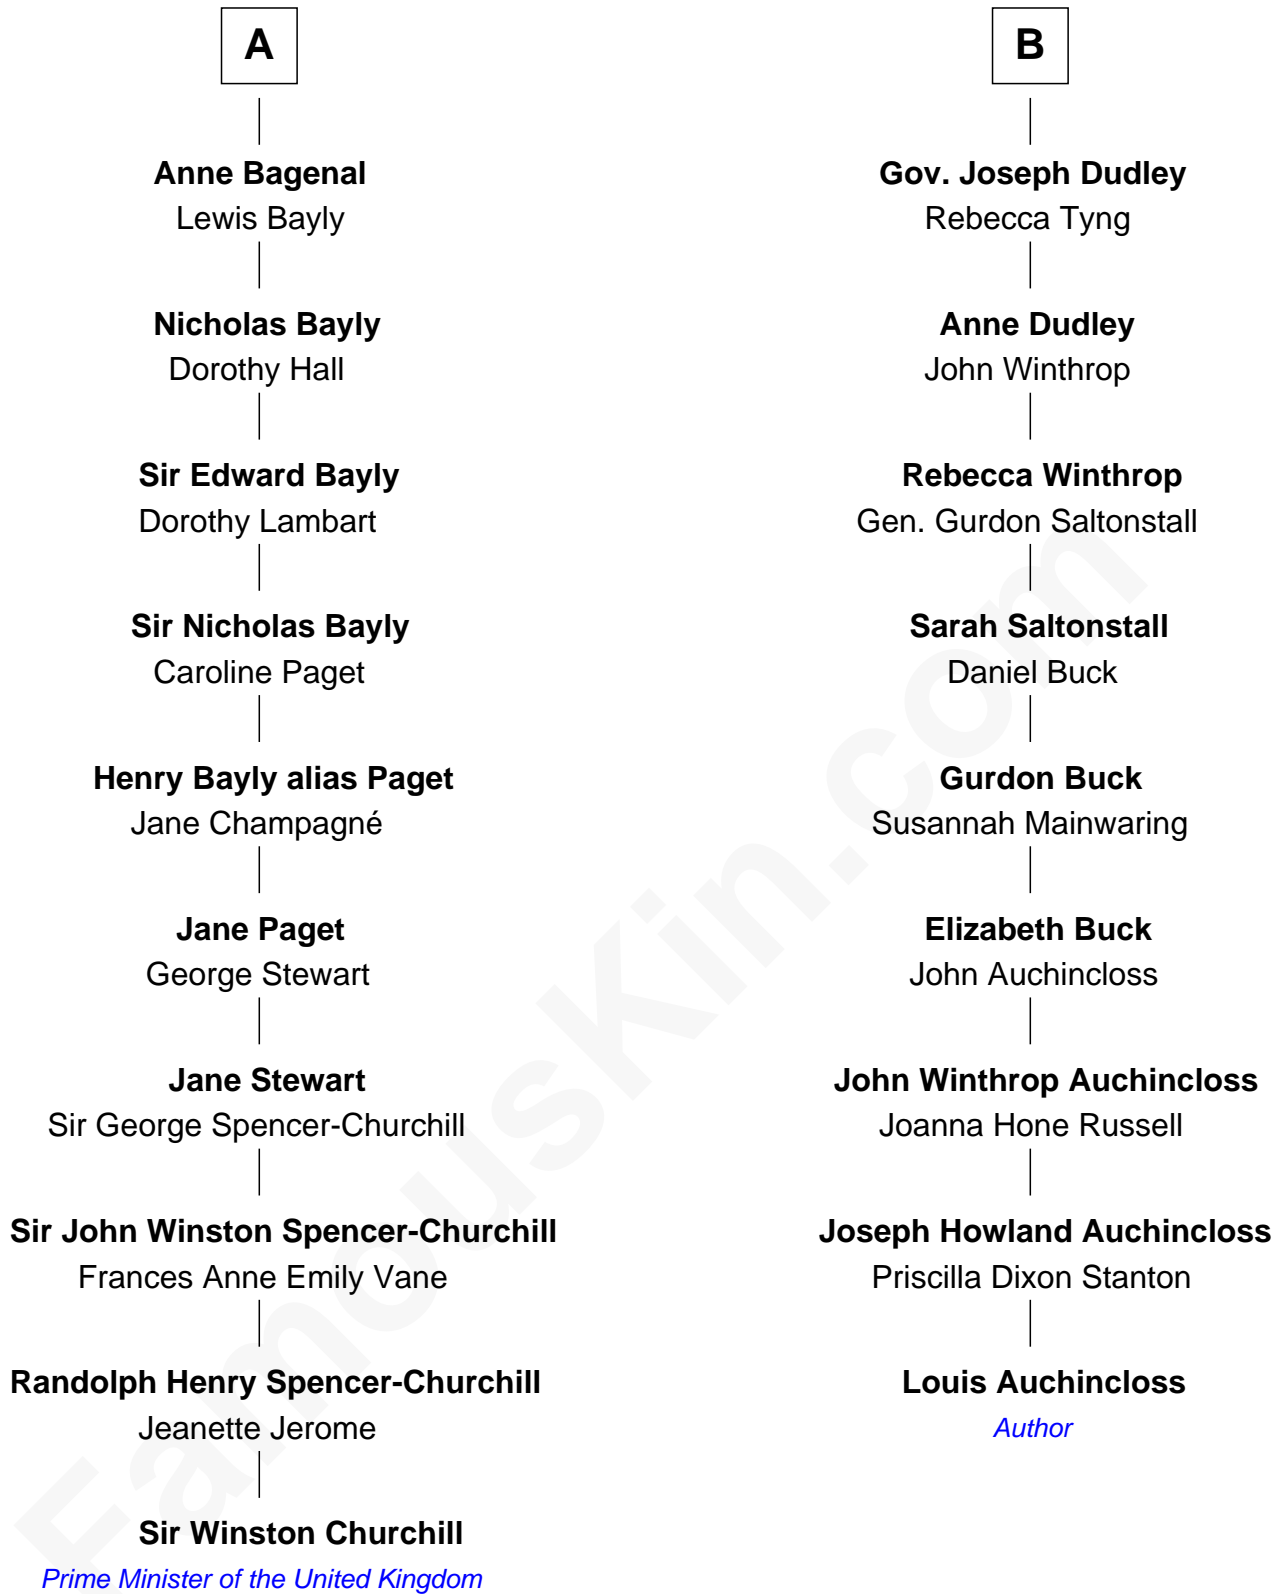 A
Anne Bagenal
Lewis Bayly
Nicholas Bayly
Dorothy Hall
Sir Edward Bayly
Dorothy Lambart
Sir Nicholas Bayly
Caroline Paget
Henry Bayly alias Paget
Jane Champagné
Jane Paget
George Stewart
Jane Stewart
Sir George Spencer-Churchill
Sir John Winston Spencer-Churchill
Frances Anne Emily Vane
Randolph Henry Spencer-Churchill
Jeanette Jerome
Sir Winston Churchill
Prime Minister of the United Kingdom
B
Gov. Joseph Dudley
Rebecca Tyng
Anne Dudley
John Winthrop
Rebecca Winthrop
Gen. Gurdon Saltonstall
Sarah Saltonstall
Daniel Buck
Gurdon Buck
Susannah Mainwaring
Elizabeth Buck
John Auchincloss
John Winthrop Auchincloss
Joanna Hone Russell
Joseph Howland Auchincloss
Priscilla Dixon Stanton
Louis Auchincloss
Author
FamousKin.com